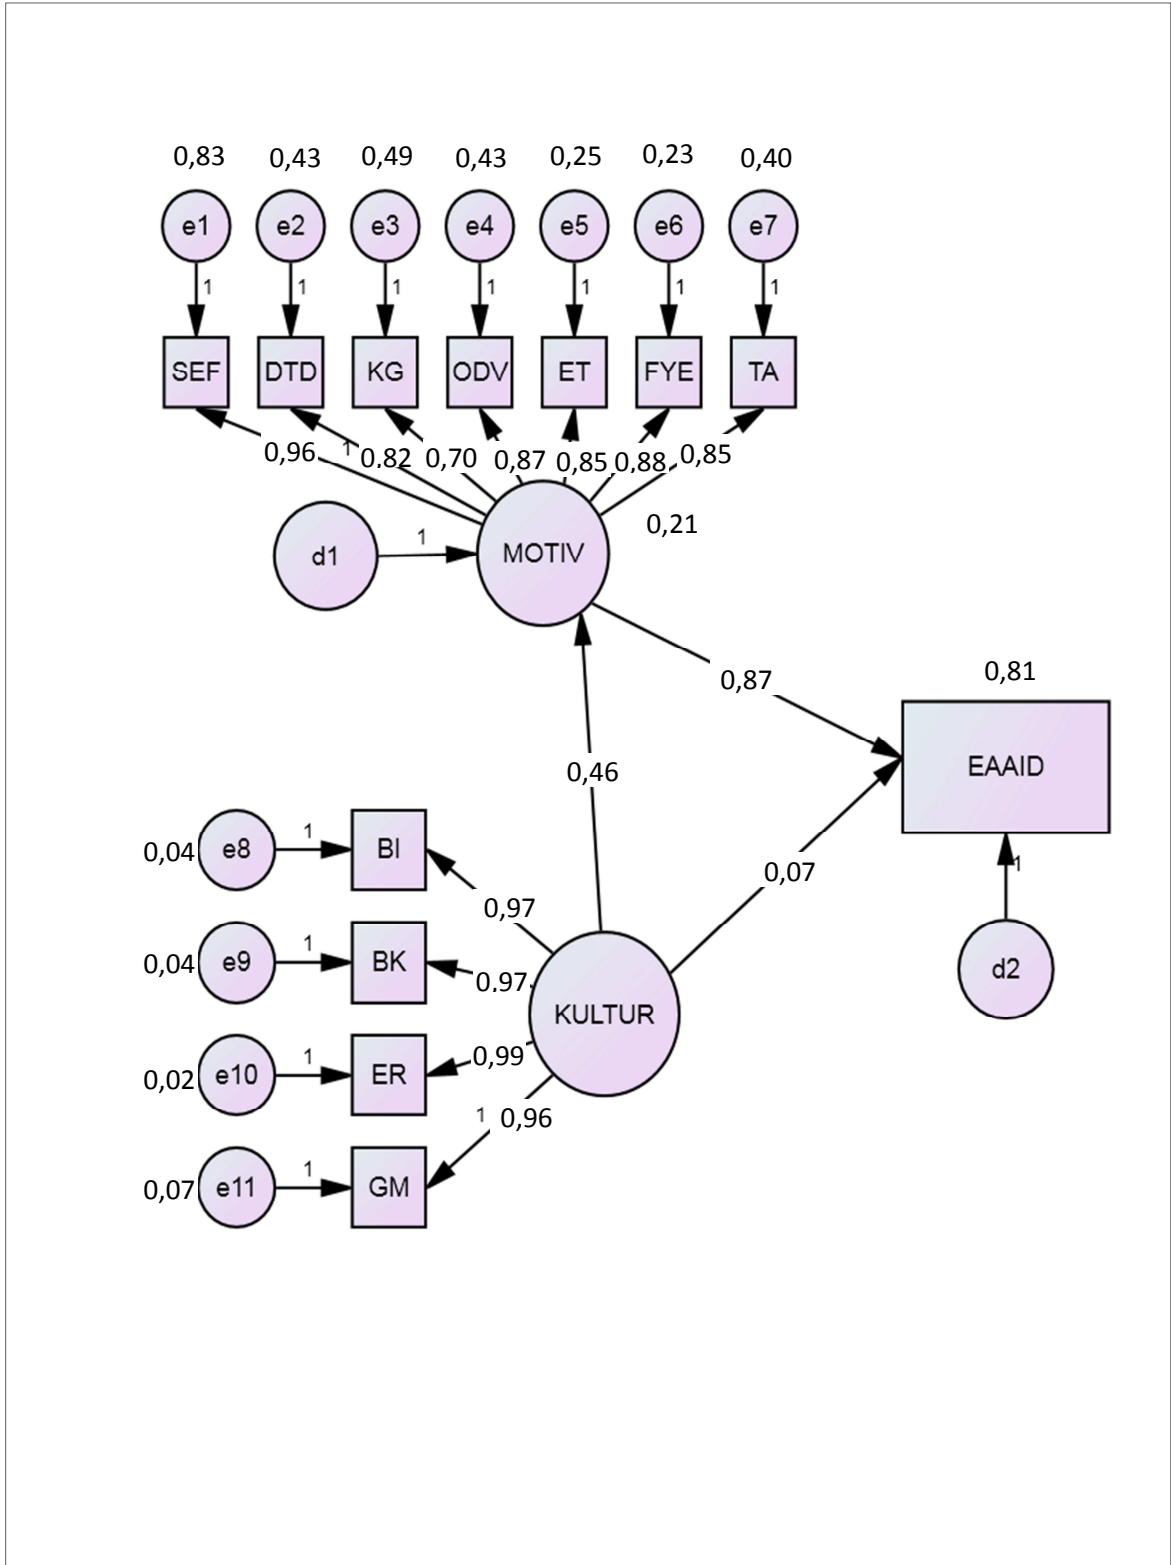 0,83 0,43 0,49 0,43 0,25 0,23 0,40
e1 e2 e3 e4 e5 e6 e7
1 1 1 1 1 1 1
SEF DTD KG ODV ET FYE TA
0,96 1 0,82 0,70 0,87 0,85 0,88 0,85
0,21
d1 1 MOTIV
0,87
0,81
EAAID
0,46
0,04 e8 1 BI
0,07
1
0,97
0,04 e9 1 BK
0,97
d2
KULTUR
0,02 e10 1 ER
0,99
1 0,96
0,07 e11 1 GM